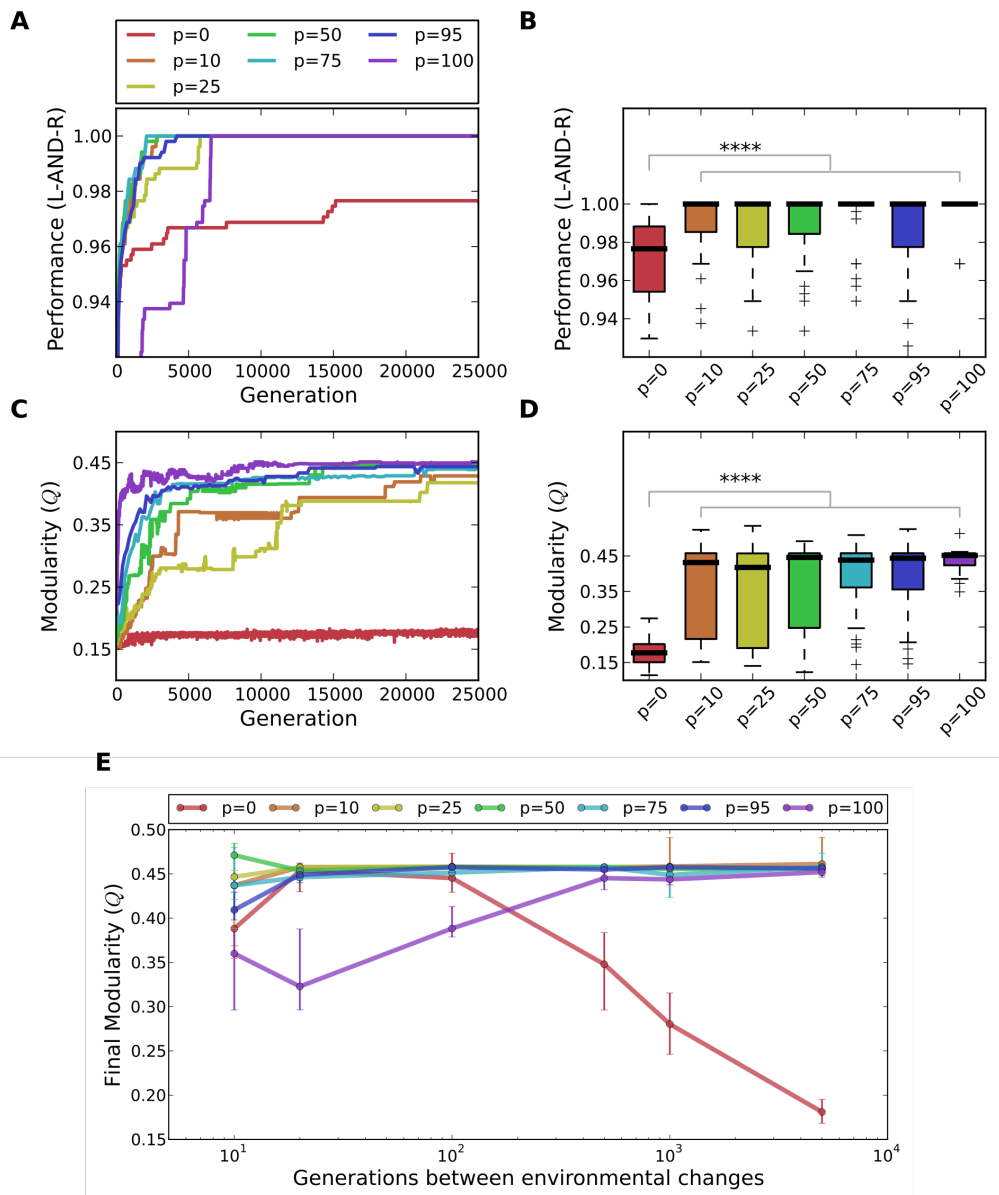 A
p=0
p=50
p=95
p=10
p=75
p=100
p=25
Performance (L-AND-R)
1.00
0.98
0.96
0.94
0
5000
10000
15000
20000
25000
Generation
B
Performance (L-AND-R)
****
1.00
0.98
0.96
0.94
p=0
p=10
p=25
p=50
p=75
p=95
p=100
C
Modularity (Q)
0.45
0.35
0.25
0.15
0
5000
10000
15000
20000
25000
Generation
D
Modularity (Q)
****
0.45
0.35
0.25
0.15
p=0
p=10
p=25
p=50
p=75
p=95
p=100
E
p=0
p=10
p=25
p=50
p=75
p=95
p=100
Final Modularity (Q)
0.50
0.45
0.40
0.35
0.30
0.25
0.20
0.15
10¹
10²
10³
10⁴
Generations between environmental changes